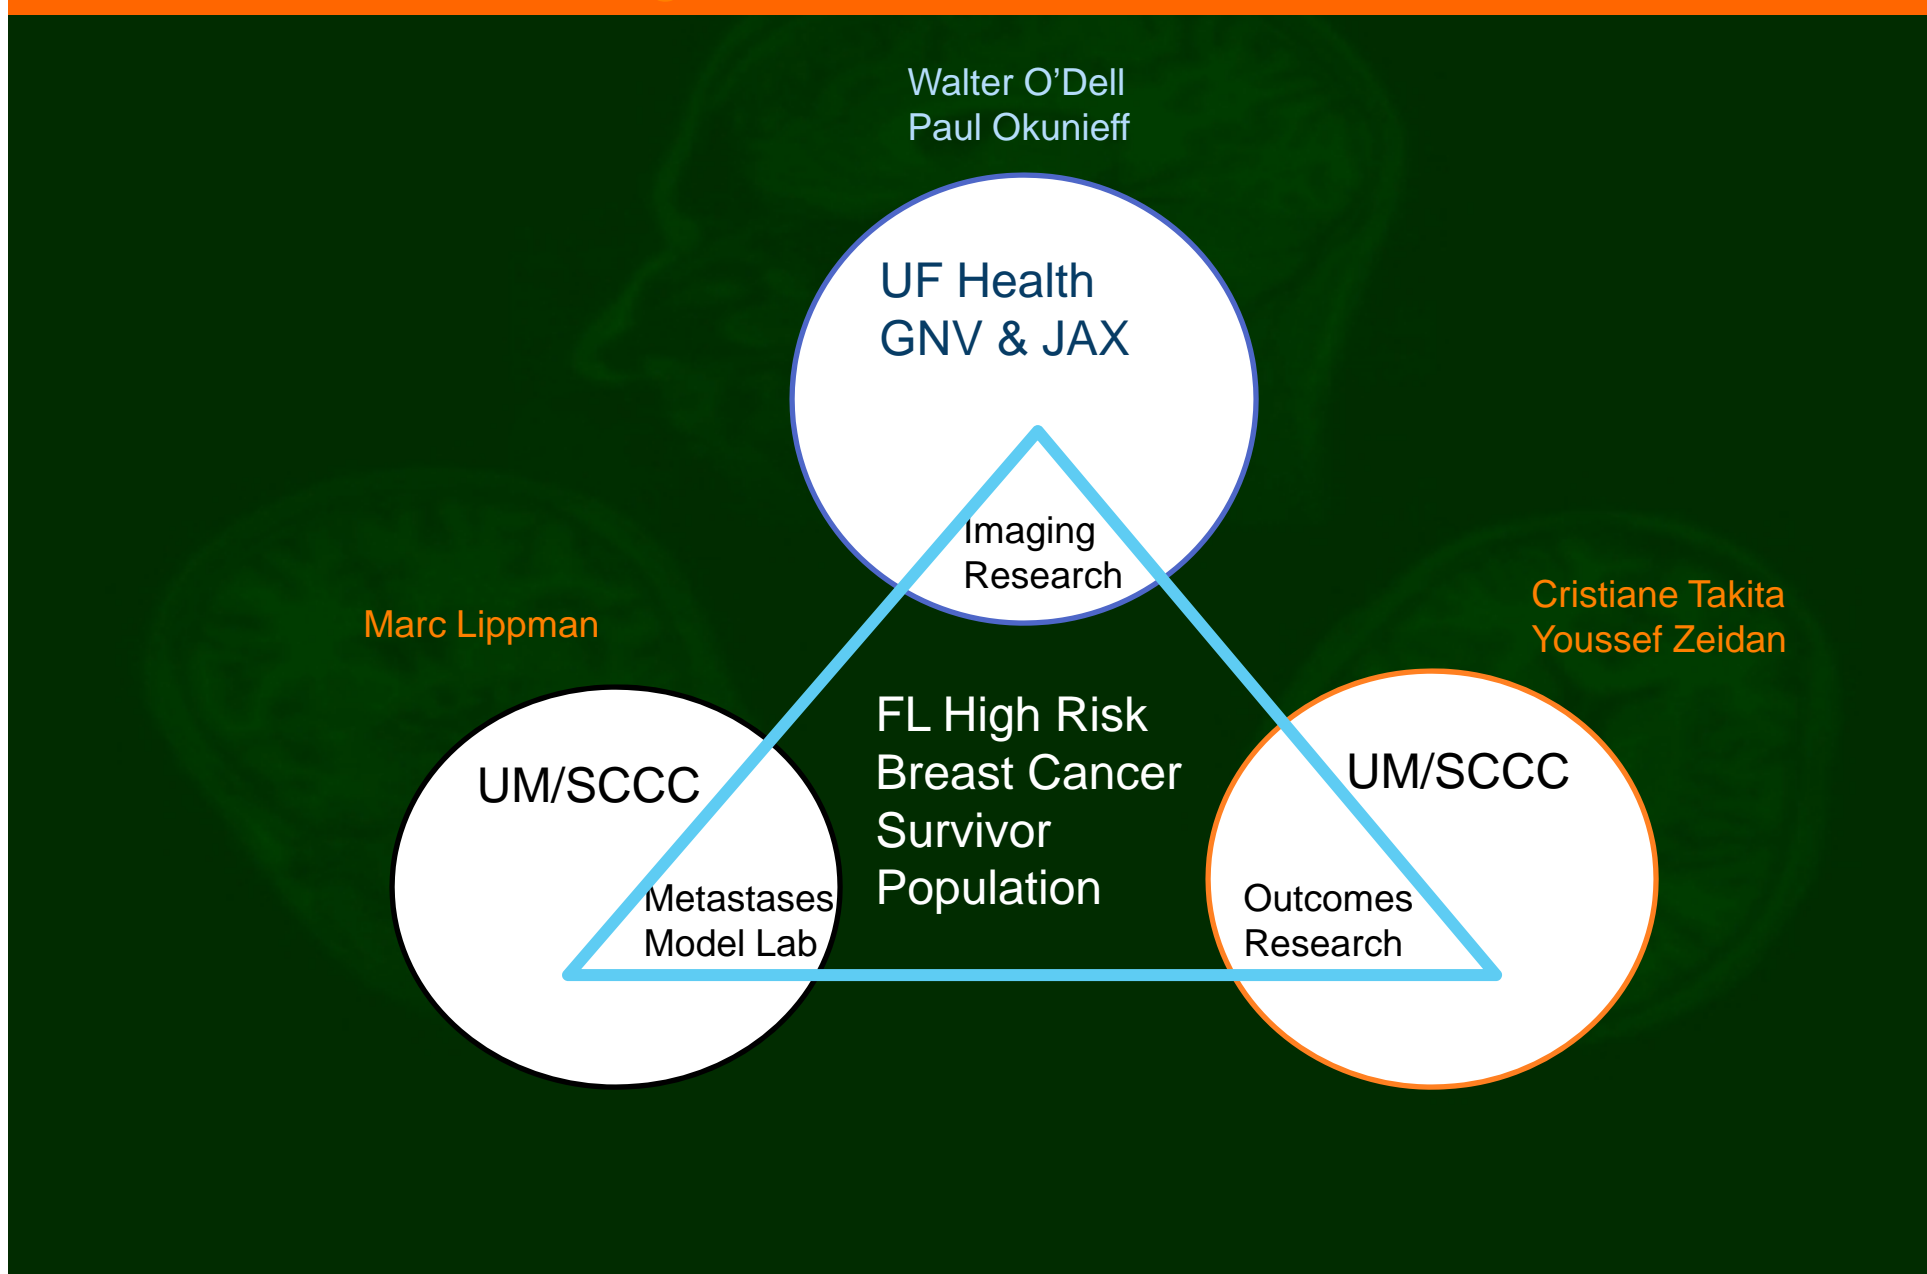 Walter O’Dell
Paul Okunieff
UF Health
GNV & JAX
Imaging
Research
Marc Lippman
Cristiane Takita
Youssef Zeidan
FL High Risk
Breast Cancer
Survivor
Population
UM/SCCC
Metastases
Model Lab
UM/SCCC
Outcomes
Research